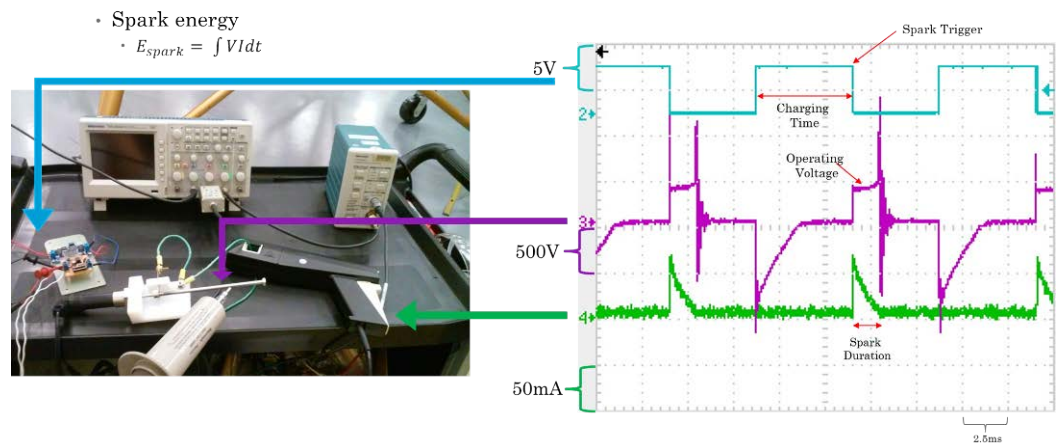 • Spark energy
• E_spark = ∫ VIdt
Spark Trigger
5V
2
Charging
Time
Operating
Voltage
3
500V
4
Spark
Duration
50mA
2.5ms